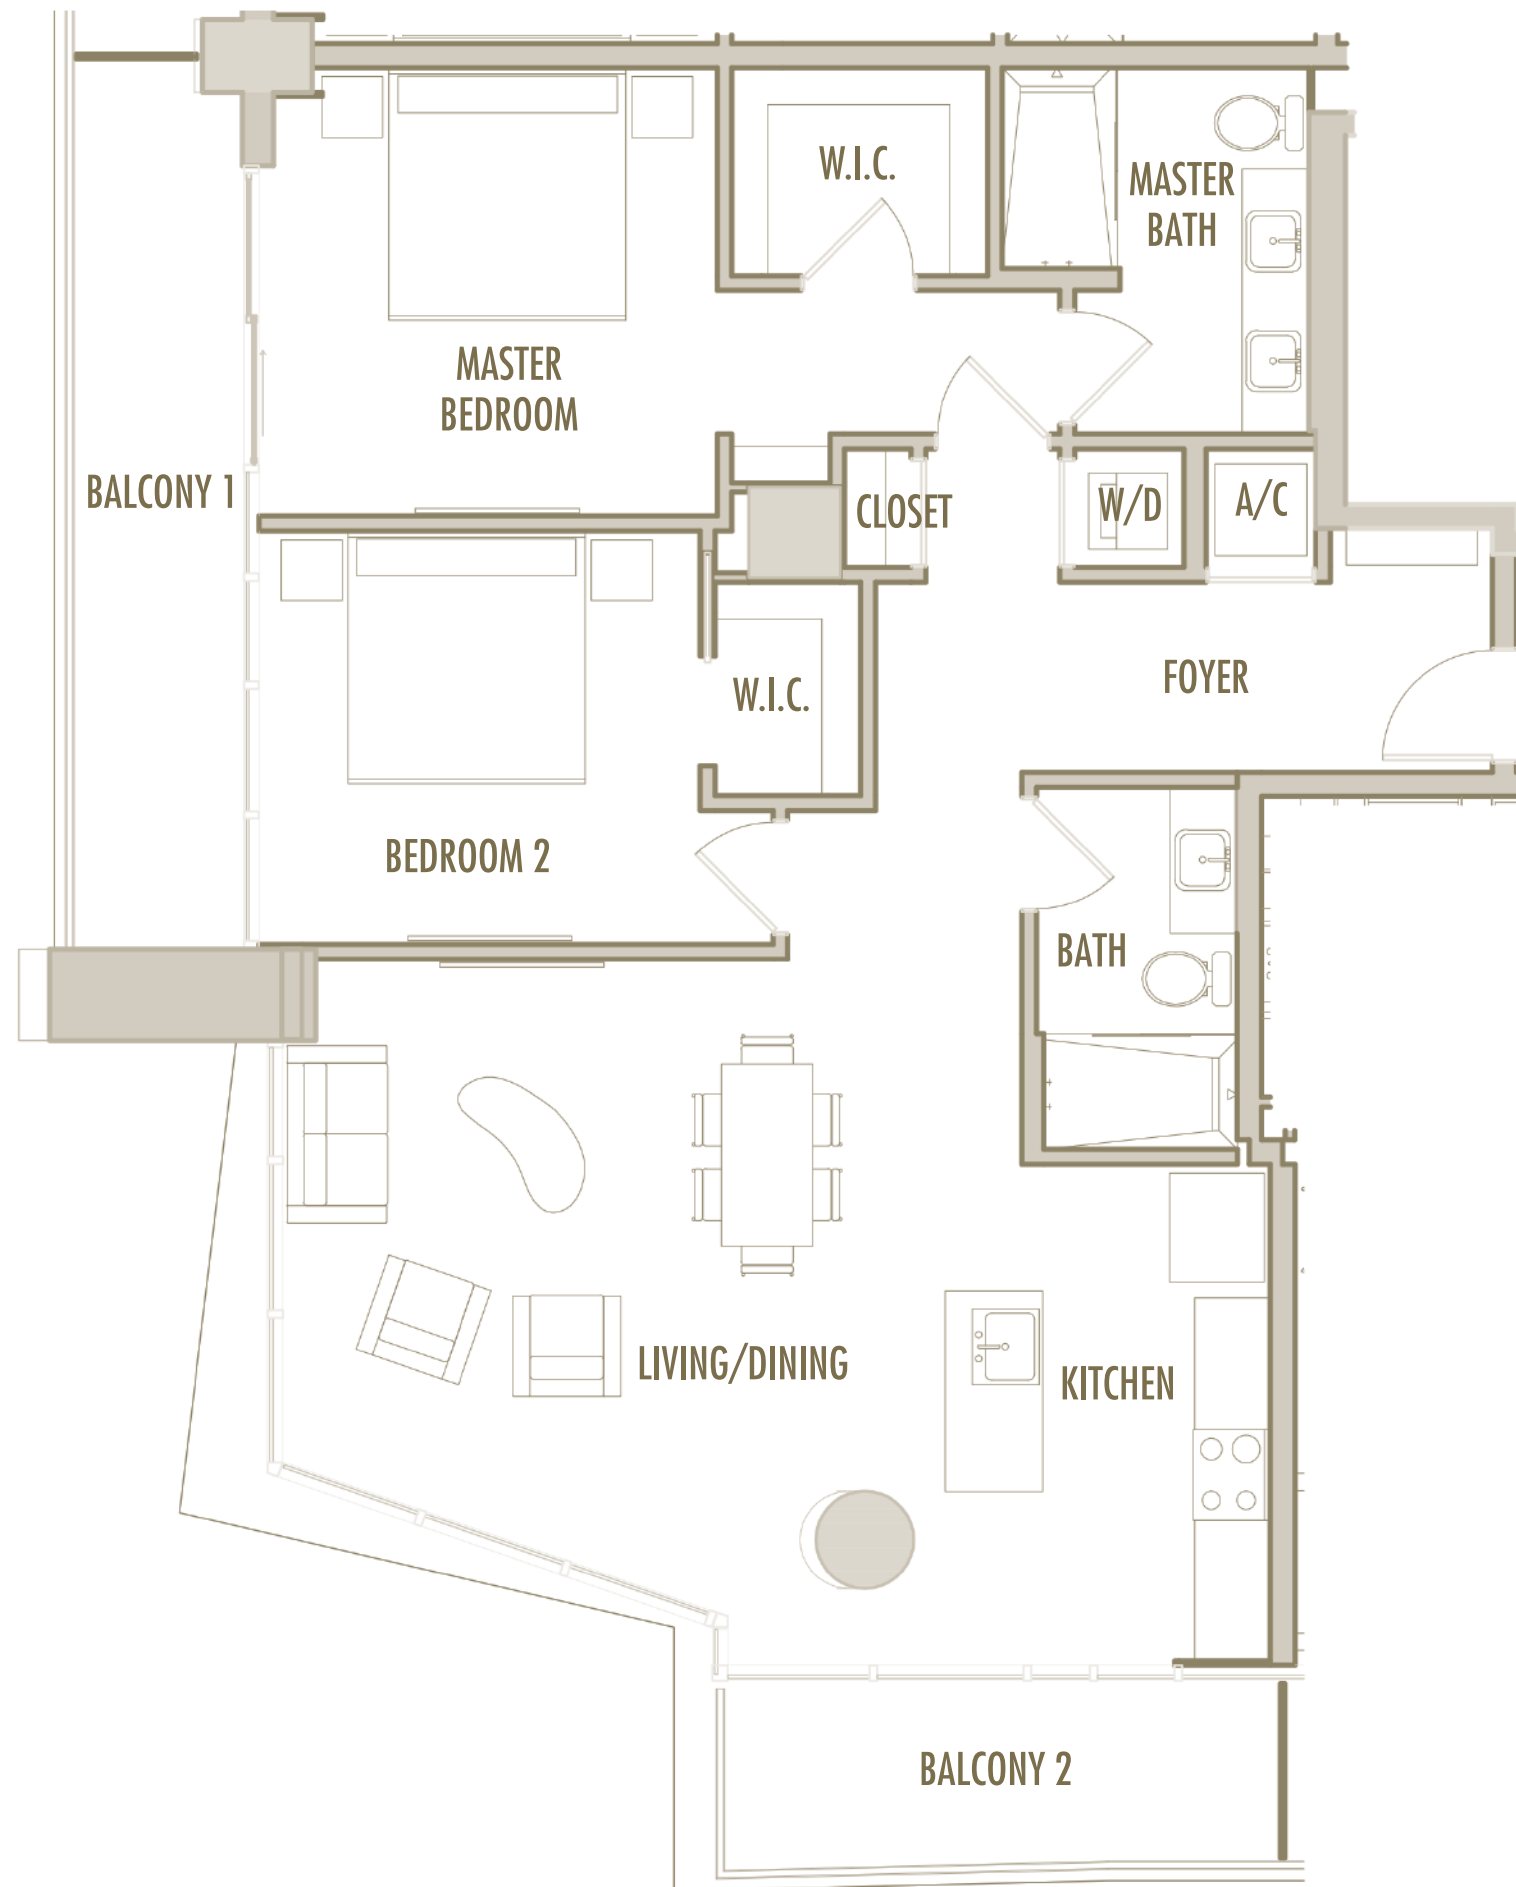 W.I.C.
MASTER
BATH
MASTER
BEDROOM
BALCONY 1
CLOSET
W/D
A/C
W.I.C.
FOYER
BEDROOM 2
BATH
LIVING/DINING
KITCHEN
BALCONY 2